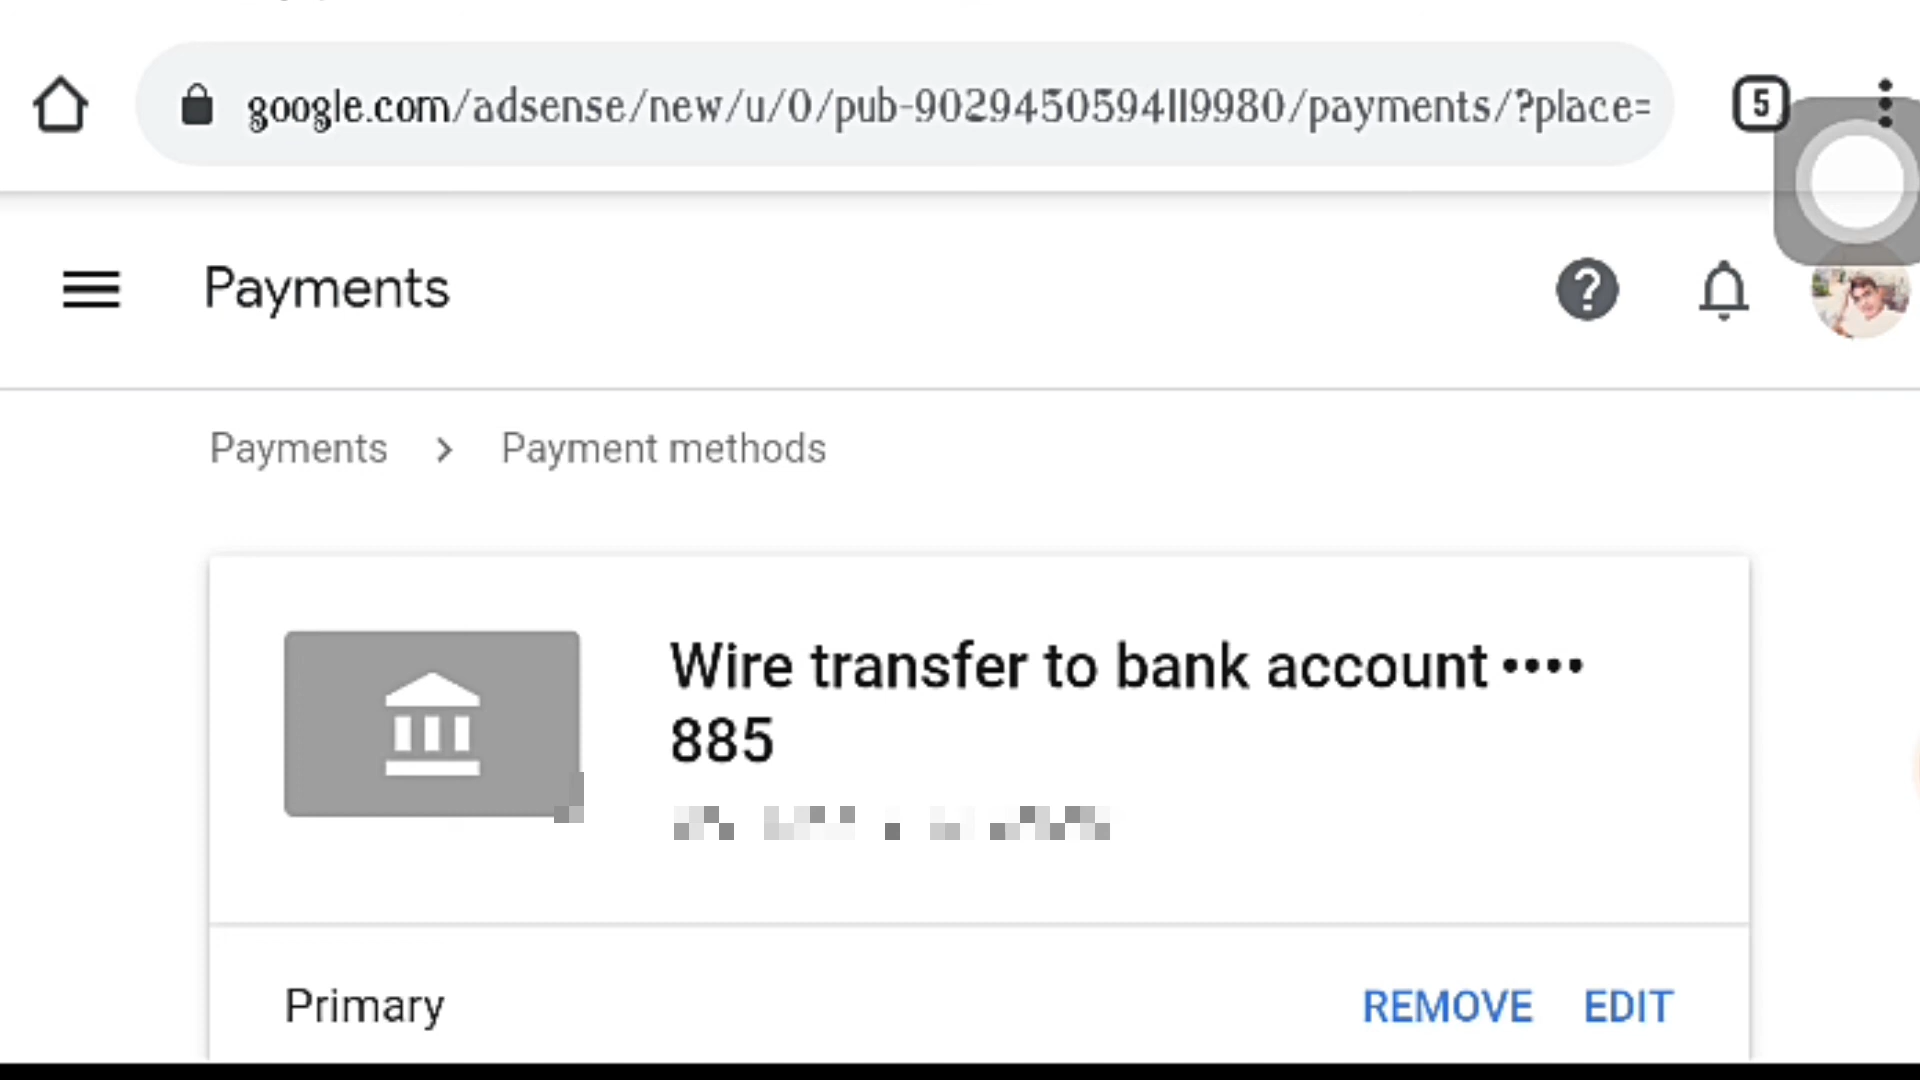 google.com/adsense/new/u/0/pub-9029450594119980/payments/?place=
5
Payments
Payments > Payment methods
Wire transfer to bank account ••••
885
Primary
REMOVE EDIT